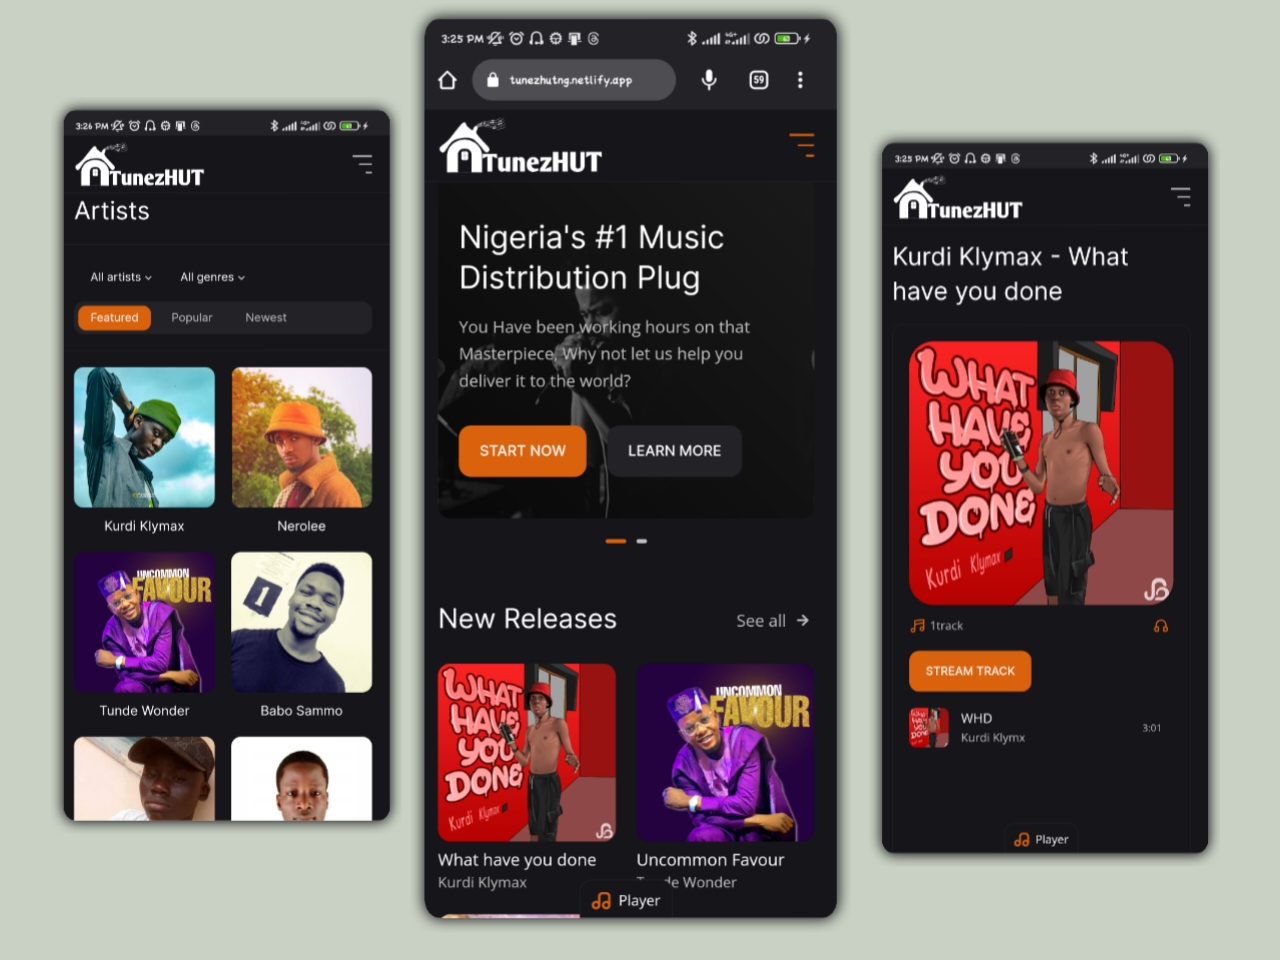 3:26 PM
TunezHUT
Artists
All artists
All genres
Featured
Popular
Newest
Kurdi Klymax
Nerolee
UNCOMMON
FAVOUR
Tunde Wonder
1
Babo Sammo
3:25 PM
tunezhutng.netlify.app
59
TunezHUT
Nigeria's #1 Music
Distribution Plug
You Have been working hours on that
Masterpiece, Why not let us help you
deliver it to the world?
START NOW
LEARN MORE
New Releases
See all
WHAT
HAVE
YOU
DONE
Kurdi Klymax
UNCOMMON
FAVOUR
What have you done
Kurdi Klymax
Uncommon Favour
Wonder
Player
3:25 PM
TunezHUT
Kurdi Klymax - What
have you done
WHAT
HAVE
YOU
DONE
Kurdi Klymax
1track
STREAM TRACK
WHAT
HAVE
YOU
DONE
WHD
Kurdi Klymx
3:01
Player